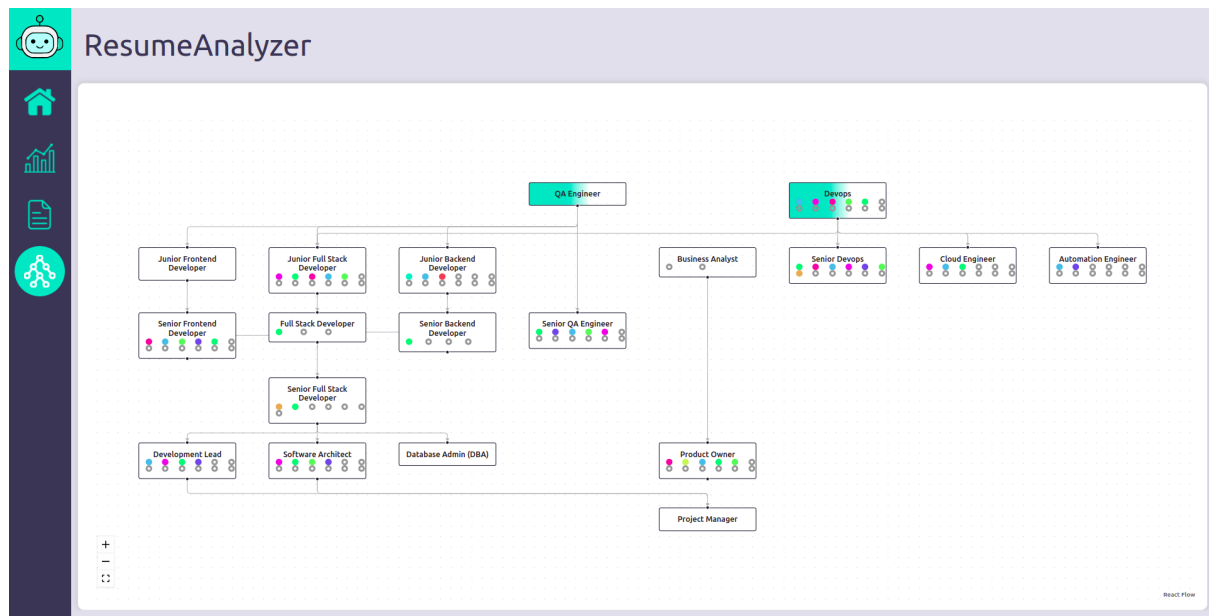 ResumeAnalyzer
QA Engineer
Devops
Junior Frontend
Developer
Junior Full Stack
Developer
Junior Backend
Developer
Business Analyst
Senior Devops
Cloud Engineer
Automation Engineer
Senior Frontend
Developer
Full Stack Developer
Senior Backend
Developer
Senior QA Engineer
Senior Full Stack
Developer
Development Lead
Software Architect
Database Admin (DBA)
Product Owner
Project Manager
React Flow